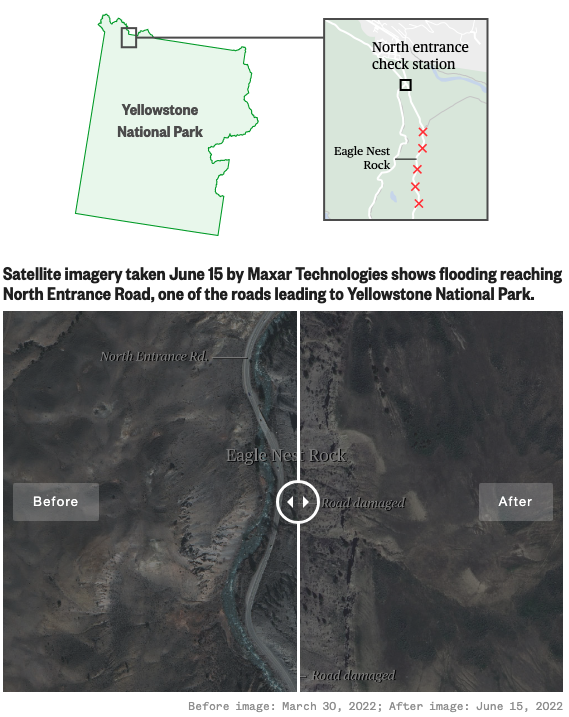 North entrance
check station
Yellowstone
National Park
Eagle Nest
Rock
Satellite imagery taken June 15 by Maxar Technologies shows flooding reaching
North Entrance Road, one of the roads leading to Yellowstone National Park.
North Entrance Rd.
Eagle Nest Rock
Before
Road damaged
After
Road damaged
Before image: March 30, 2022; After image: June 15, 2022